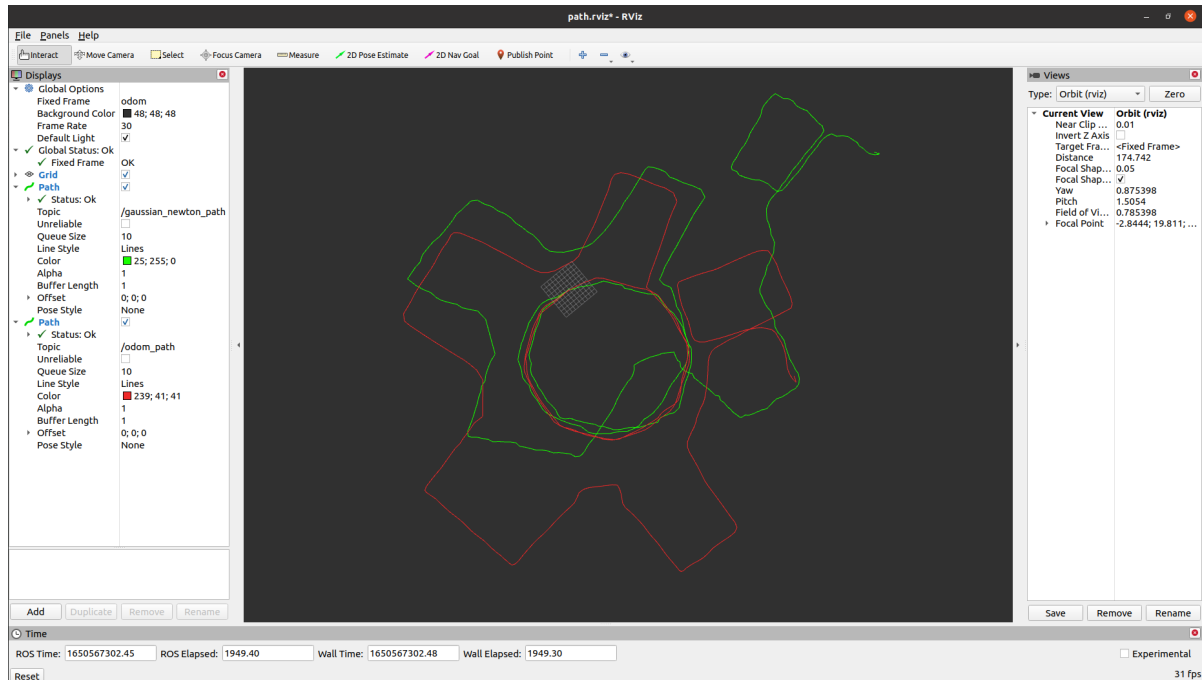 path.rviz* - RViz
File Panels Help
Interact Move Camera Select Focus Camera Measure 2D Pose Estimate 2D Nav Goal Publish Point
Displays
Global Options
Fixed Frame odom
Background Color 48; 48; 48
Frame Rate 30
Default Light
Global Status: Ok
Fixed Frame OK
Grid
Path
Status: Ok
Topic /gaussian_newton_path
Unreliable
Queue Size 10
Line Style Lines
Color 25; 255; 0
Alpha 1
Buffer Length 1
Offset 0; 0; 0
Pose Style None
Path
Status: Ok
Topic /odom_path
Unreliable
Queue Size 10
Line Style Lines
Color 239; 41; 41
Alpha 1
Buffer Length 1
Offset 0; 0; 0
Pose Style None
Add Duplicate Remove Rename
Views
Type: Orbit (rviz) Zero
Current View Orbit (rviz)
Near Clip ... 0.01
Invert Z Axis
Target Fra... <Fixed Frame>
Distance 174.742
Focal Shap... 0.05
Focal Shap...
Yaw 0.875398
Pitch 1.5054
Field of Vi... 0.785398
Focal Point -2.8444; 19.811; ...
Save Remove Rename
Time
ROS Time: 1650567302.45 ROS Elapsed: 1949.40 Wall Time: 1650567302.48 Wall Elapsed: 1949.30 Experimental
Reset 31 fps